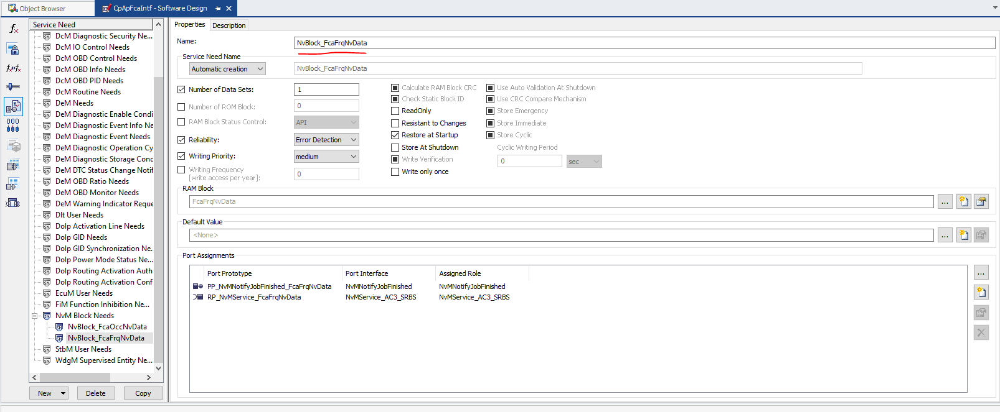 Object Browser
CpApFcaIntf - Software Design
Service Need
DcM Diagnostic Security Ne...
DcM IO Control Needs
DcM OBD Control Needs
DcM OBD Info Needs
DcM OBD PID Needs
DcM Routine Needs
DeM Needs
DeM Diagnostic Enable Condi
DeM Diagnostic Event Info Ne
DeM Diagnostic Event Needs
DeM Diagnostic Operation Cy
DeM Diagnostic Storage Cond
DeM DTC Status Change Notif
DeM OBD Ratio Needs
DeM OBD Monitor Needs
DeM Warning Indicator Reque
Dlt User Needs
DoIp Activation Line Needs
DoIp GID Needs
DoIp GID Synchronization Ne.
DoIp Power Mode Status Ne...
DoIp Routing Activation Auth
DoIp Routing Activation Conf
EcuM User Needs
FiM Function Inhibition Ne...
NvM Block Needs
NvBlock_FcaOccNvData
NvBlock_FcaFrqNvData
StbM User Needs
WdgM Supervised Entity Ne...
New
Delete
Copy
Properties
Description
Name:
NvBlock_FcaFrqNvData
Service Need Name
Automatic creation
NvBlock_FcaFrqNvData
Number of Data Sets:
1
Number of ROM Block:
0
RAM Block Status Control:
API
Reliability:
Error Detection
Writing Priority:
medium
Writing Frequency
[write access per year]:
0
Calculate RAM Block CRC
Check Static Block ID
ReadOnly
Resistant to Changes
Restore at Startup
Store At Shutdown
Write Verification
Write only once
Use Auto Validation At Shutdown
Use CRC Compare Mechanism
Store Emergency
Store Immediate
Store Cyclic
Cyclic Writing Period
0
sec
RAM Block
FcaFrqNvData
...
Default Value
<None>
...
Port Assignments
Port Prototype Port Interface Assigned Role
PP_NvMNotifyJobFinished_FcaFrqNvData NvMNotifyJobFinished NvMNotifyJobFinished
RP_NvMService_FcaFrqNvData NvMService_AC3_SRBS NvMService_AC3_SRBS
...